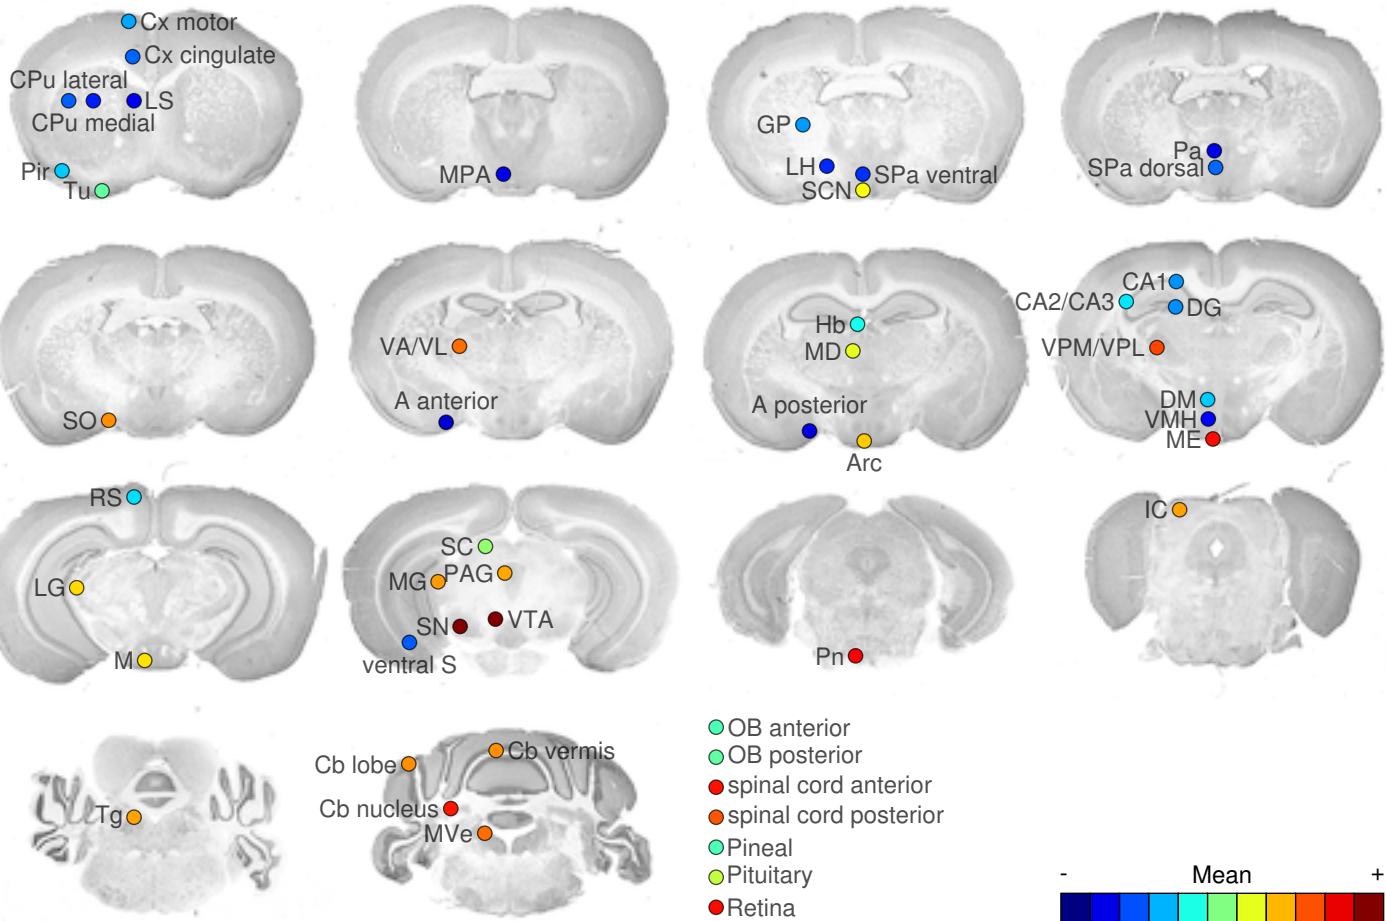 Cx motor
Cx cingulate
CPu lateral
LS
CPu medial
Pir
Tu
MPA
GP
LH
SPa ventral
SCN
Pa
SPa dorsal
SO
VA/VL
A anterior
Hb
MD
A posterior
Arc
CA1
CA2/CA3
DG
VPM/VPL
DM
VMH
ME
RS
LG
M
SC
MG
PAG
SN
VTA
ventral S
Pn
IC
Tg
Cb lobe
Cb vermis
Cb nucleus
MVe
OB anterior
OB posterior
spinal cord anterior
spinal cord posterior
Pineal
Pituitary
Retina
- Mean +